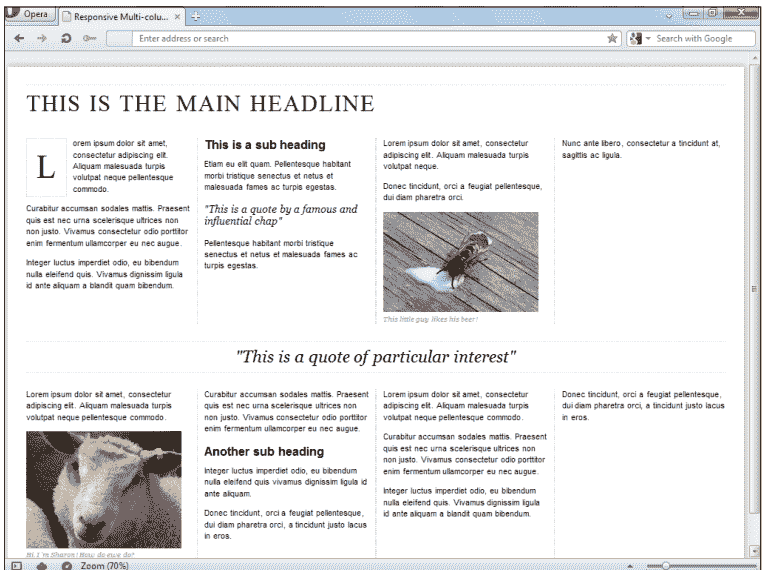 Opera
Responsive Multi-colu...
Enter address or search
Search with Google
THIS IS THE MAIN HEADLINE
L
orem ipsum dolor sit amet,
consectetur adipiscing elit.
Aliquam malesuada turpis
volutpat neque pellentesque
commodo.
Curabitur accumsan sodales mattis. Praesent
quis est nec urna scelerisque ultrices non
non justo. Vivamus consectetur odio porttitor
enim fermentum ullamcorper eu nec augue.
Integer luctus imperdiet odio, eu bibendum
nulla eleifend quis. Vivamus dignissim ligula
id ante aliquam a blandit quam bibendum.
This is a sub heading
Etiam eu elit quam. Pellentesque habitant
morbi tristique senectus et netus et
malesuada fames ac turpis egestas.
"This is a quote by a famous and
influential chap"
Pellentesque habitant morbi tristique
senectus et netus et malesuada fames ac
turpis egestas.
Lorem ipsum dolor sit amet, consectetur
adipiscing elit. Aliquam malesuada turpis
volutpat neque.
Donec tincidunt, orci a feugiat pellentesque,
dui diam pharetra orci.
This little guy likes his beer!
Nunc ante libero, consectetur a tincidunt at,
sagittis ac ligula.
"This is a quote of particular interest"
Lorem ipsum dolor sit amet, consectetur
adipiscing elit. Aliquam malesuada turpis
volutpat neque pellentesque commodo.
Hi, I'm Sharon! How do ewe do?
Curabitur accumsan sodales mattis. Praesent
quis est nec urna scelerisque ultrices non
non justo. Vivamus consectetur odio porttitor
enim fermentum ullamcorper eu nec augue.
Another sub heading
Integer luctus imperdiet odio, eu bibendum
nulla eleifend quis vivamus dignissim ligula id
ante aliquam.
Donec tincidunt, orci a feugiat pellentesque,
dui diam pharetra orci, a tincidunt justo lacus
in eros.
Lorem ipsum dolor sit amet, consectetur
adipiscing elit. Aliquam malesuada turpis
volutpat neque pellentesque commodo.
Curabitur accumsan sodales mattis. Praesent
quis est nec urna scelerisque ultrices non
non justo. Vivamus consectetur odio porttitor
enim fermentum ullamcorper eu nec augue.
Integer luctus imperdiet odio, eu bibendum
nulla eleifend quis. Vivamus dignissim ligula
id ante aliquam a blandit quam bibendum.
Donec tincidunt, orci a feugiat pellentesque,
dui diam pharetra orci, a tincidunt justo lacus
in eros.
Zoom (70%)